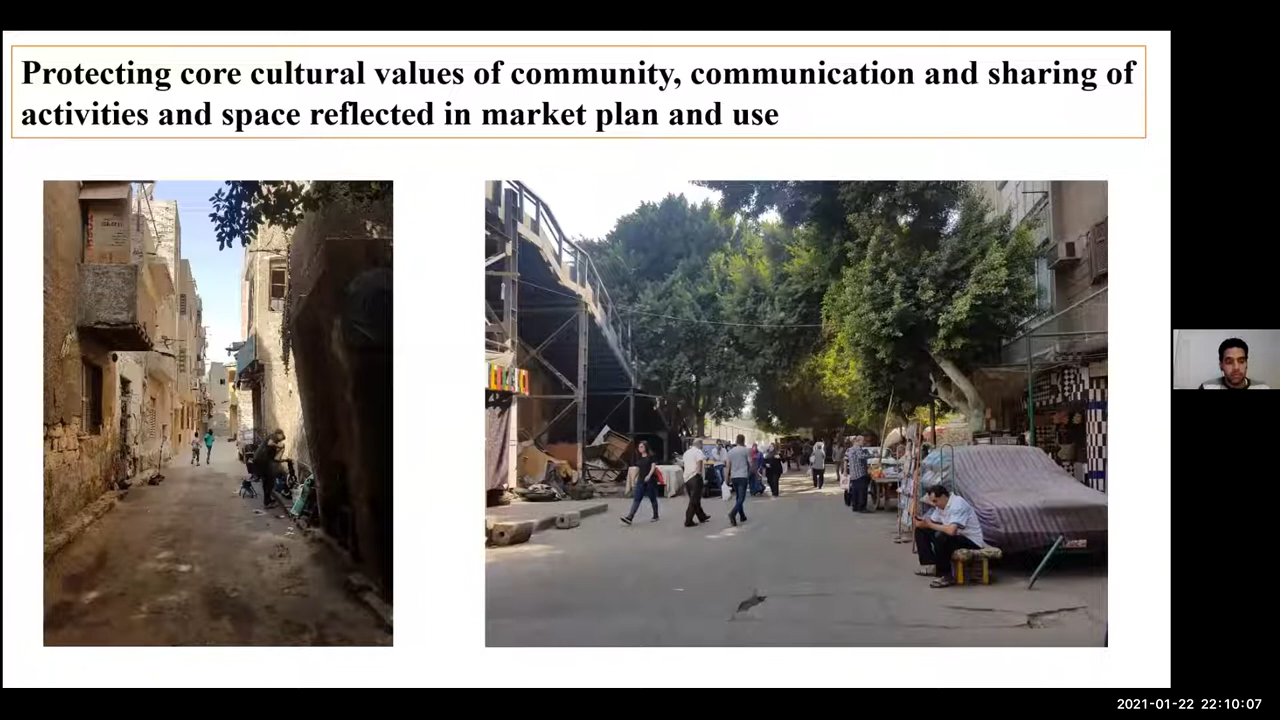 Protecting core cultural values of community, communication and sharing of
activities and space reflected in market plan and use
2021-01-22 22:10:07